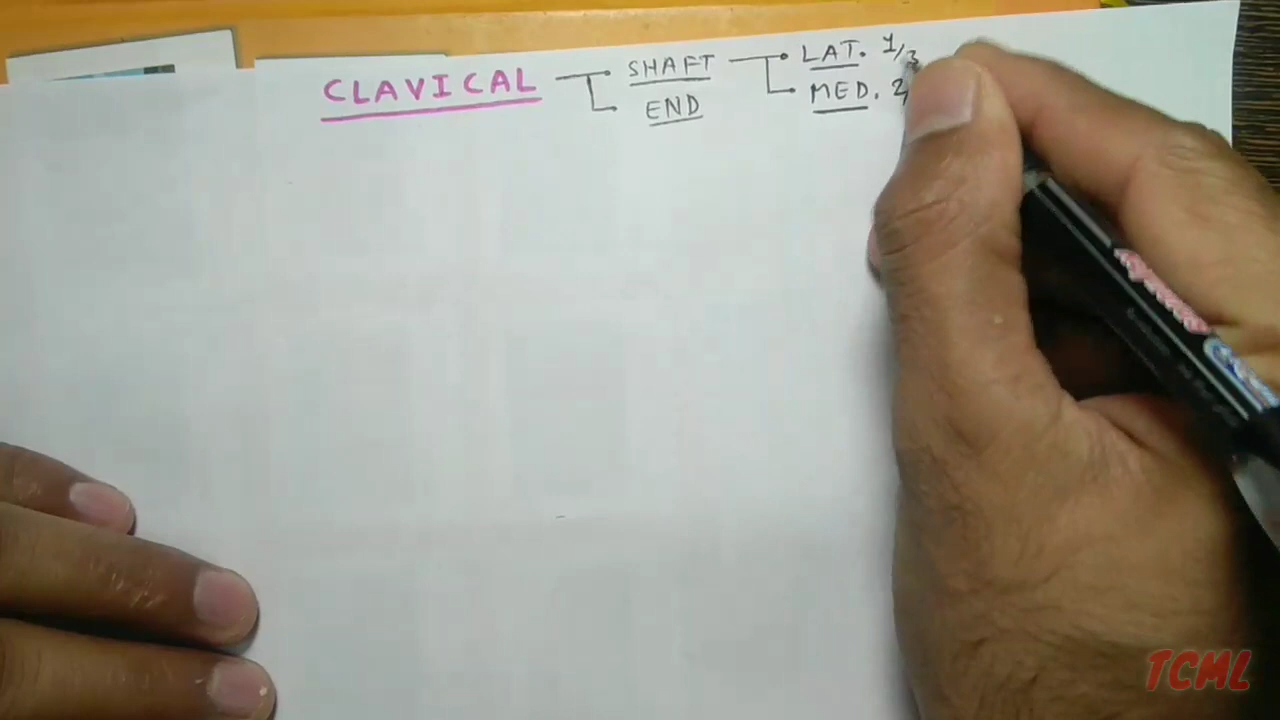 CLAVICAL SHAFT LAT. 1/3
END MED. 2/
TCML